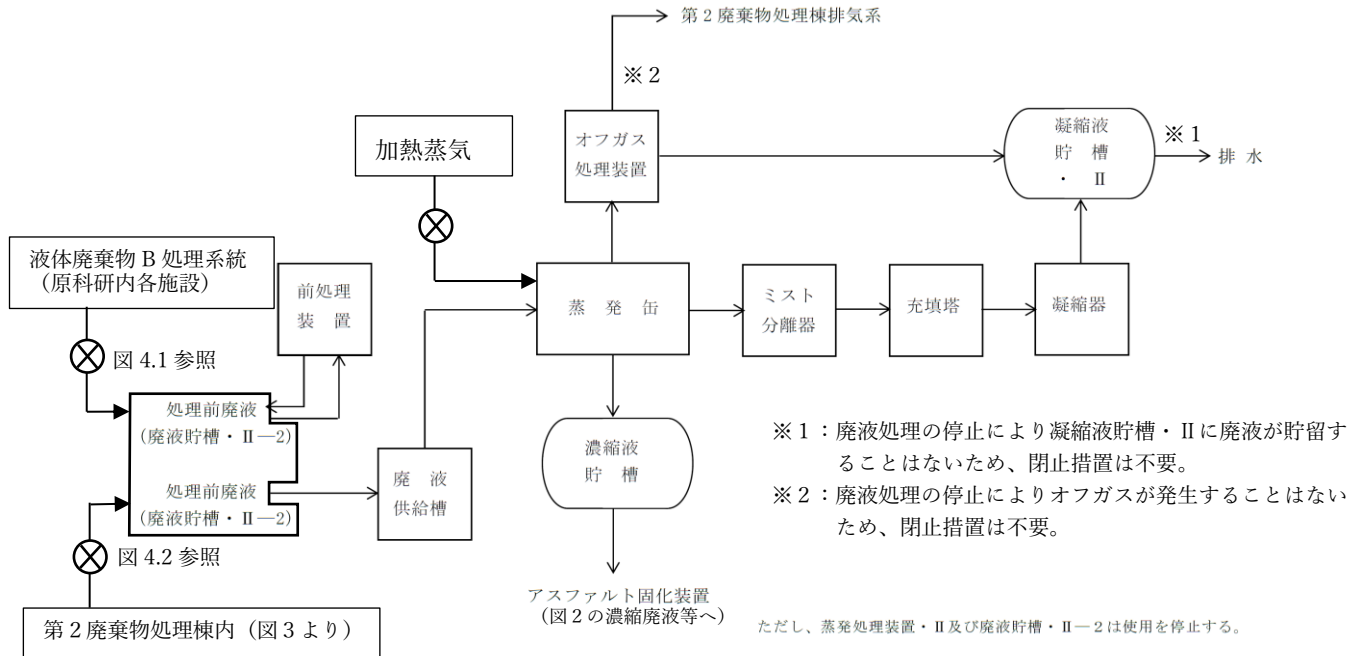 第2廃棄物処理棟排気系
※2
加熱蒸気
オフガス
処理装置
凝縮液
貯槽
・ Ⅱ
※1
排 水
液体廃棄物 B 処理系統
（原科研内各施設）
前処理
装 置
蒸 発 缶
ミスト
分離器
充填塔
凝縮器
図 4.1 参照
処理前廃液
(廃液貯槽・Ⅱ―2)
処理前廃液
(廃液貯槽・Ⅱ―2)
廃 液
供給槽
濃縮液
貯 槽
※1：廃液処理の停止により凝縮液貯槽・Ⅱに廃液が貯留す
ることはないため、閉止措置は不要。
※2：廃液処理の停止によりオフガスが発生することはない
ため、閉止措置は不要。
図 4.2 参照
アスファルト固化装置
（図2の濃縮廃液等へ）
第2廃棄物処理棟内（図3より）
ただし、蒸発処理装置・Ⅱ及び廃液貯槽・Ⅱ―2は使用を停止する。